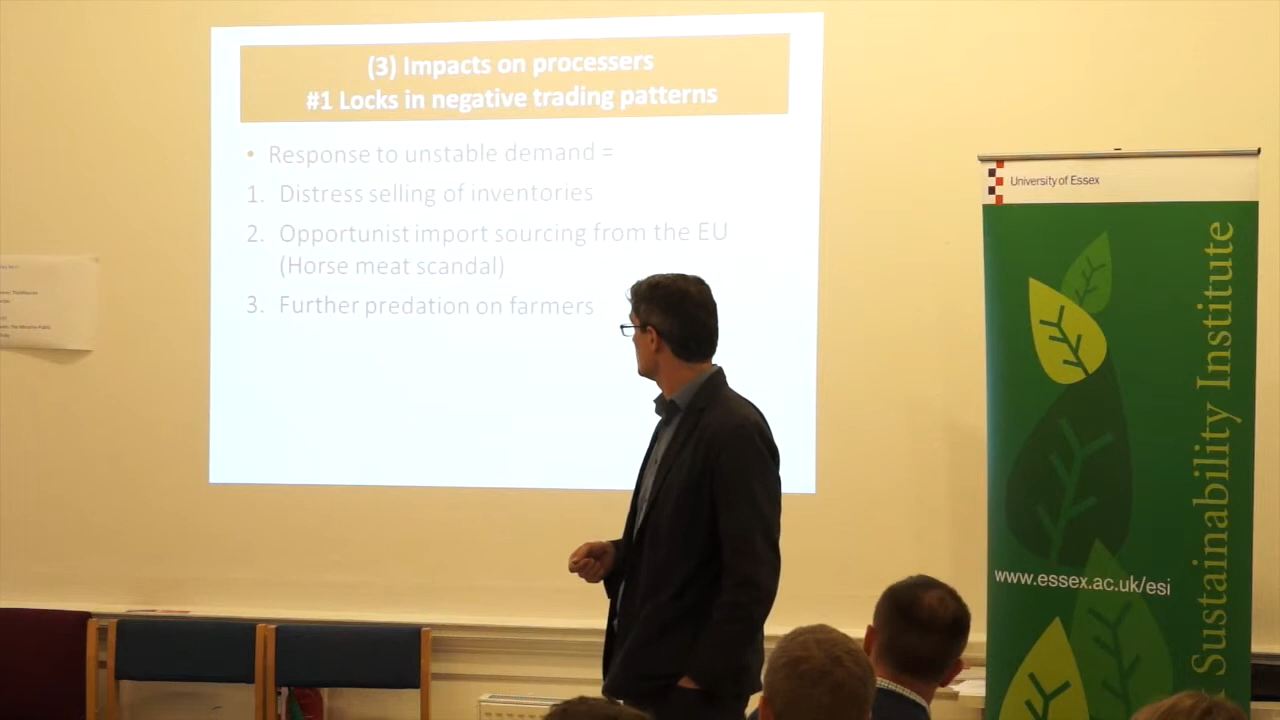 (3) Impacts on processers
#1 Locks in negative trading patterns
• Response to unstable demand =
1. Distress selling of inventories
2. Opportunist import sourcing from the EU
(Horse meat scandal)
3. Further predation on farmers
University of Essex
Sustainability Institute
www.essex.ac.uk/esi